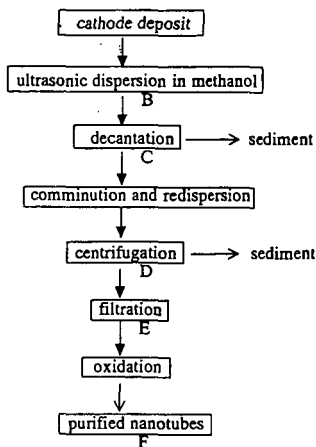 cathode deposit
ultrasonic dispersion in methanol
B
decantation
sediment
C
comminution and redispersion
centrifugation
sediment
D
filtration
E
oxidation
purified nanotubes
F